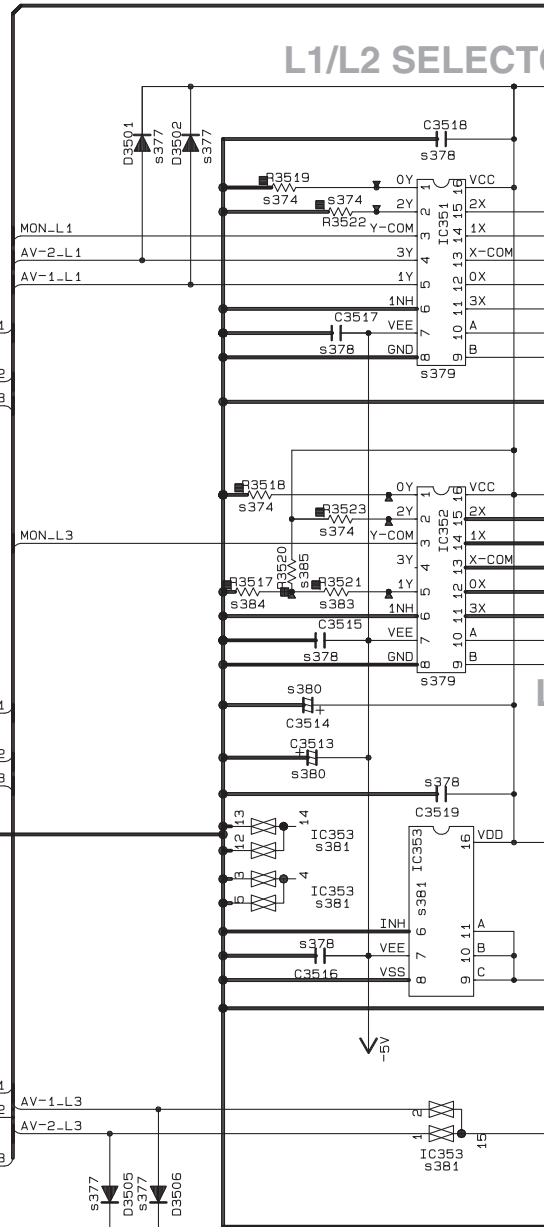 L1/L2 SELECTO
D3501
s377
D3502
s377
C3518
s378
R3519
s374
s374
R3522
0Y
1
2Y
2
Y-COM
3
3Y
4
1Y
5
1NH
6
VEE
7
GND
8
IC351
s379
16
VCC
15
2X
14
1X
13
X-COM
12
0X
11
3X
10
A
9
B
MON_L1
AV-2_L1
AV-1_L1
C3517
s378
R3518
s374
R3523
s374
R3520
s385
R3517
s384
R3521
s383
MON_L3
0Y
1
2Y
2
Y-COM
3
3Y
4
1Y
5
1NH
6
VEE
7
GND
8
IC352
s379
16
VCC
15
2X
14
1X
13
X-COM
12
0X
11
3X
10
A
9
B
C3515
s378
s380
C3514
+
C3513
+
s380
s378
C3519
13
14
12
IC353
s381
3
4
5
IC353
s381
IC353
s381
16
VDD
INH
6
VEE
7
VSS
8
11
A
10
B
9
C
s378
C3516
-5V
AV-1_L3
AV-2_L3
2
1
15
IC353
s381
s377
D3505
s377
D3506